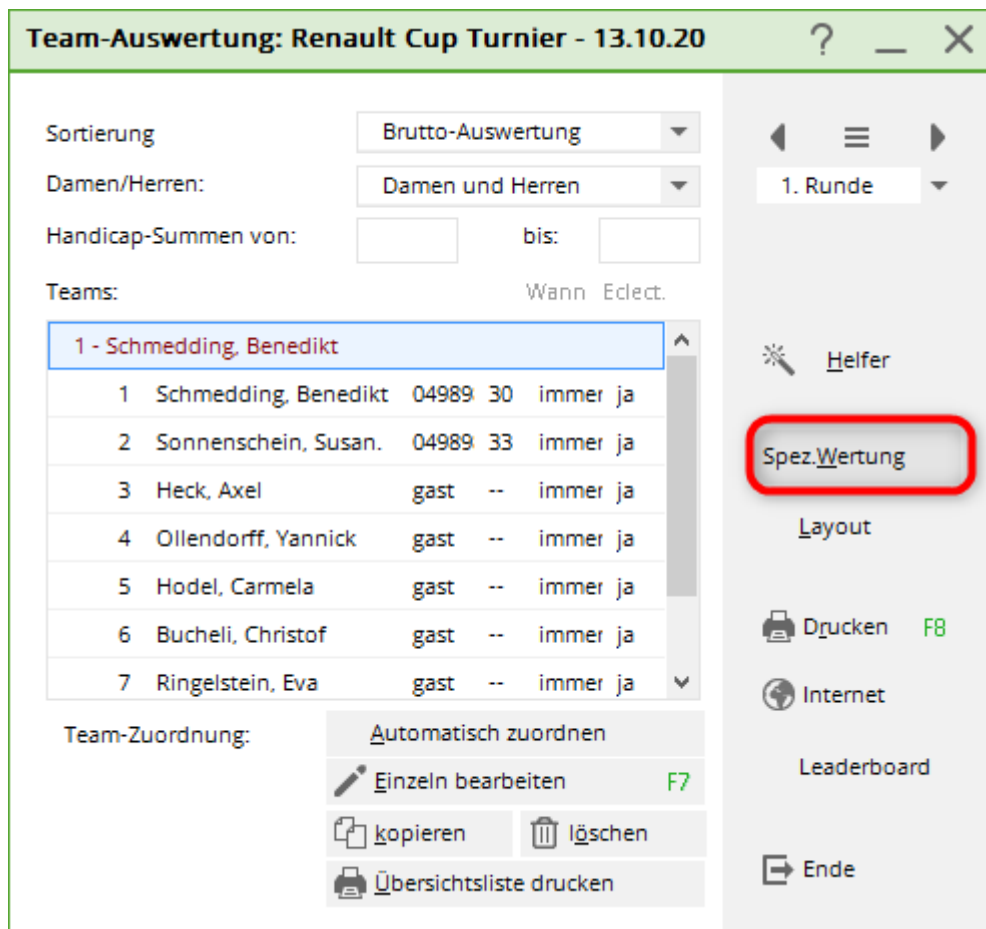 Team-Auswertung: Renault Cup Turnier - 13.10.20 ?
Sortierung Brutto-Auswertung
Damen/Herren: Damen und Herren
1. Runde
Handicap-Summen von: bis:
Teams: Wann Eclect.
1 - Schmedding, Benedikt
1 Schmedding, Benedikt 04989 30 immer ja
2 Sonnenschein, Susan. 04989 33 immer ja
3 Heck, Axel gast -- immer ja
4 Ollendorff, Yannick gast -- immer ja
5 Hodel, Carmela gast -- immer ja
6 Bucheli, Christof gast -- immer ja
7 Ringelstein, Eva gast -- immer ja
Team-Zuordnung: Automatisch zuordnen
Einzeln bearbeiten F7
kopieren löschen
Übersichtsliste drucken
Helfer
Spez.Wertung
Layout
Drucken F8
Internet
Leaderboard
Ende